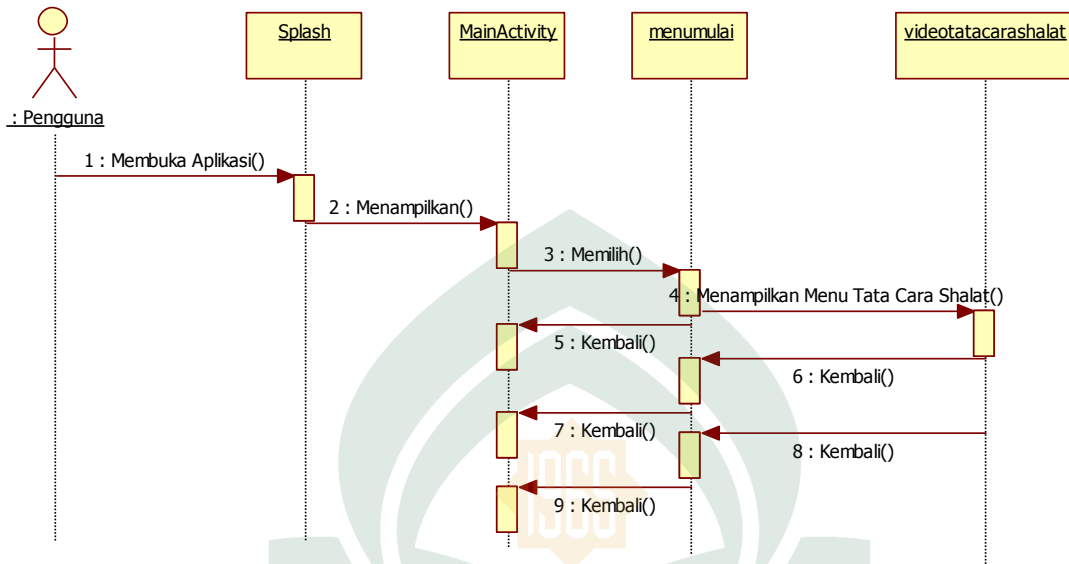 Splash
MainActivity
menumulai
videotatacarashalat
: Pengguna
1 : Membuka Aplikasi()
2 : Menampilkan()
3 : Memilih()
4 : Menampilkan Menu Tata Cara Shalat()
5 : Kembali()
6 : Kembali()
7 : Kembali()
8 : Kembali()
9 : Kembali()
1965